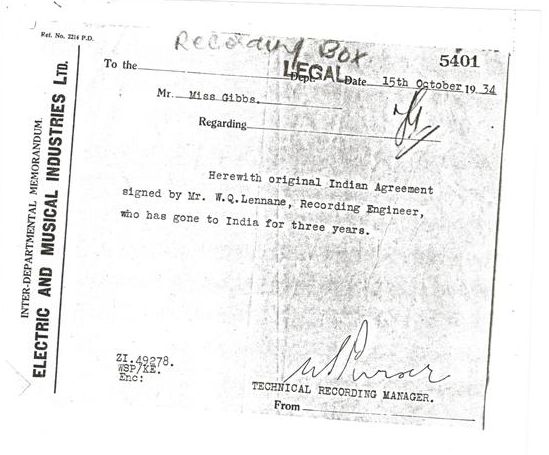 Ref. No. 2214 P.D.
INTER-DEPARTMENTAL MEMORANDUM.
ELECTRIC AND MUSICAL INDUSTRIES LTD.
Recording Box
5401
To the LEGAL Dept. Date 15th October 19 34
Mr. Miss Gibbs.
Regarding
Herewith original Indian Agreement
signed by Mr. W.Q.Lennane, Recording Engineer,
who has gone to India for three years.
ZI.49278.
WSP/KE.
Enc:
TECHNICAL RECORDING MANAGER.
From